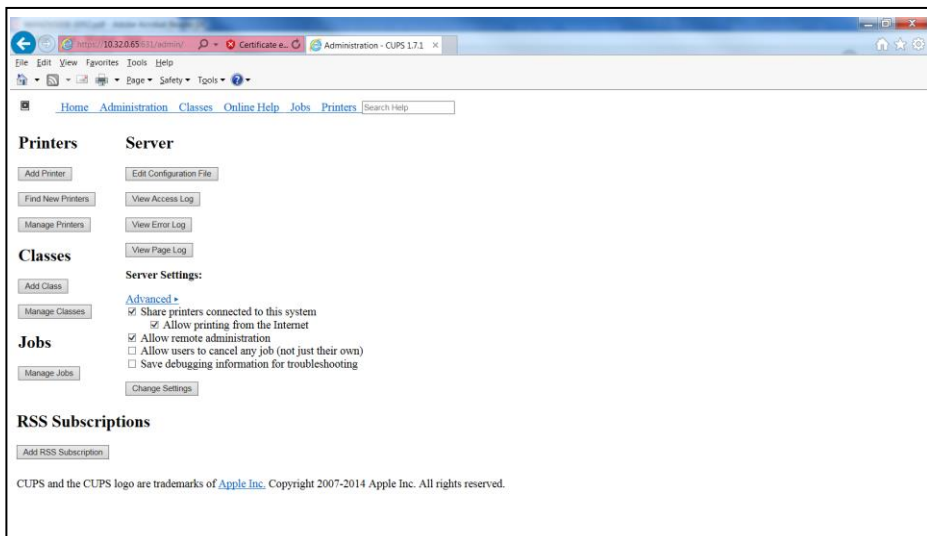 https://10.32.0.65:631/admin/
Certificate e...
Administration - CUPS 1.7.1
File Edit View Favorites Tools Help
Page Safety Tools
Home Administration Classes Online Help Jobs Printers Search Help
Printers
Add Printer
Find New Printers
Manage Printers
Classes
Add Class
Manage Classes
Jobs
Manage Jobs
Server
Edit Configuration File
View Access Log
View Error Log
View Page Log
Server Settings:
Advanced
Share printers connected to this system
Allow printing from the Internet
Allow remote administration
Allow users to cancel any job (not just their own)
Save debugging information for troubleshooting
Change Settings
RSS Subscriptions
Add RSS Subscription
CUPS and the CUPS logo are trademarks of Apple Inc. Copyright 2007-2014 Apple Inc. All rights reserved.